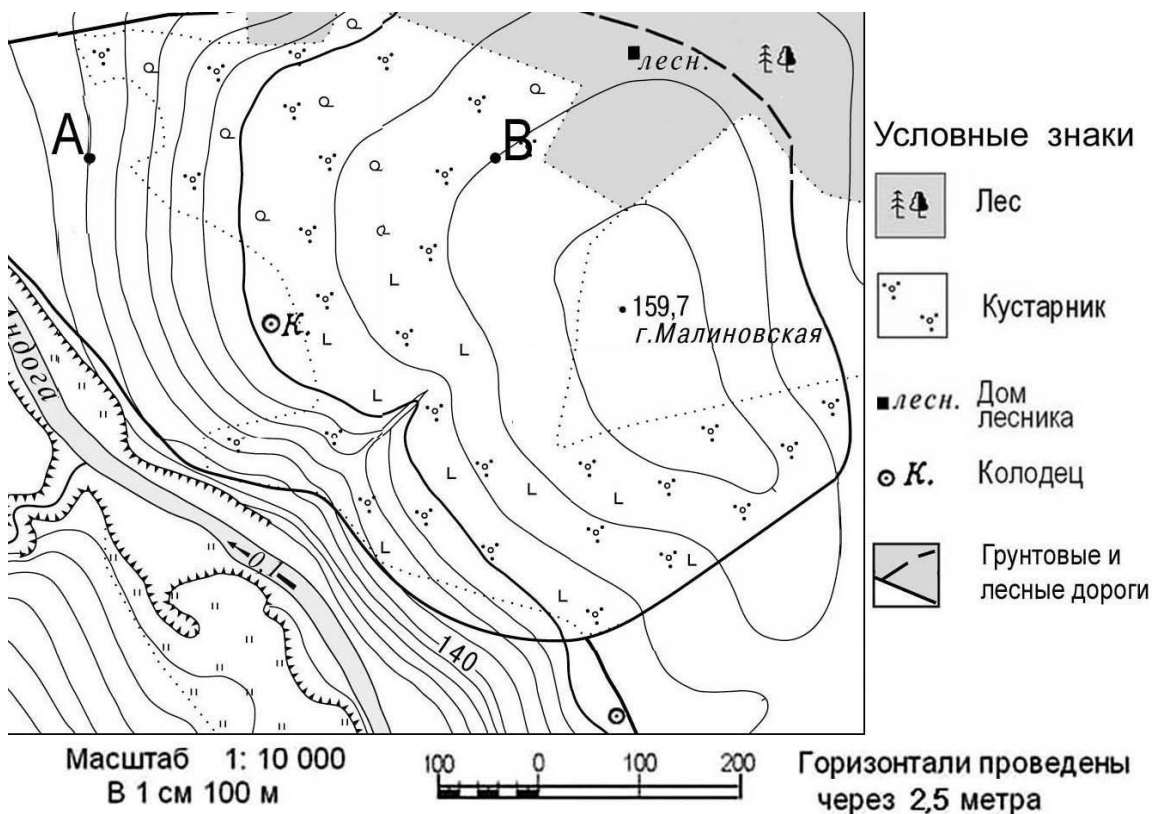 лесн.
А
В
159,7
г.Малиновская
К.
Андога
0,1
140
Условные знаки
Лес
Кустарник
лесн. Дом
лесника
К. Колодец
Грунтовые и
лесные дороги
Масштаб 1: 10 000
В 1 см 100 м
100 0 100 200
Горизонтали проведены
через 2,5 метра